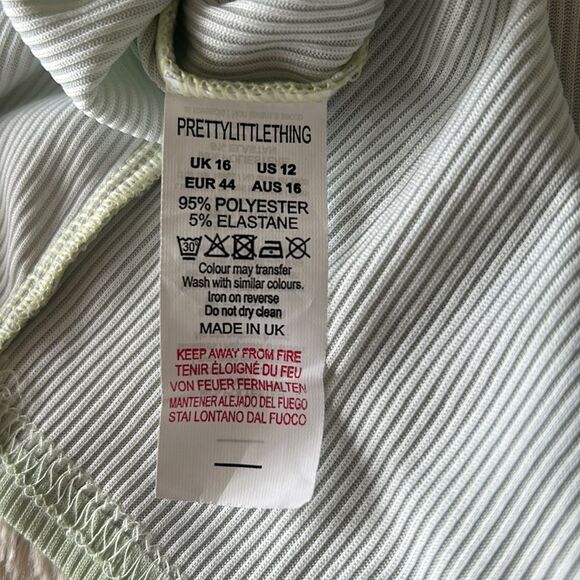 PRETTYLITTLETHING
UK 16 US 12
EUR 44 AUS 16
95% POLYESTER
5% ELASTANE
30
Colour may transfer
Wash with similar colours.
Iron on reverse
Do not dry clean
MADE IN UK
KEEP AWAY FROM FIRE
TENIR ÉLOIGNÉ DU FEU
VON FEUER FERNHALTEN
MANTENER ALEJADO DEL FUEGO
STAI LONTANO DAL FUOCO